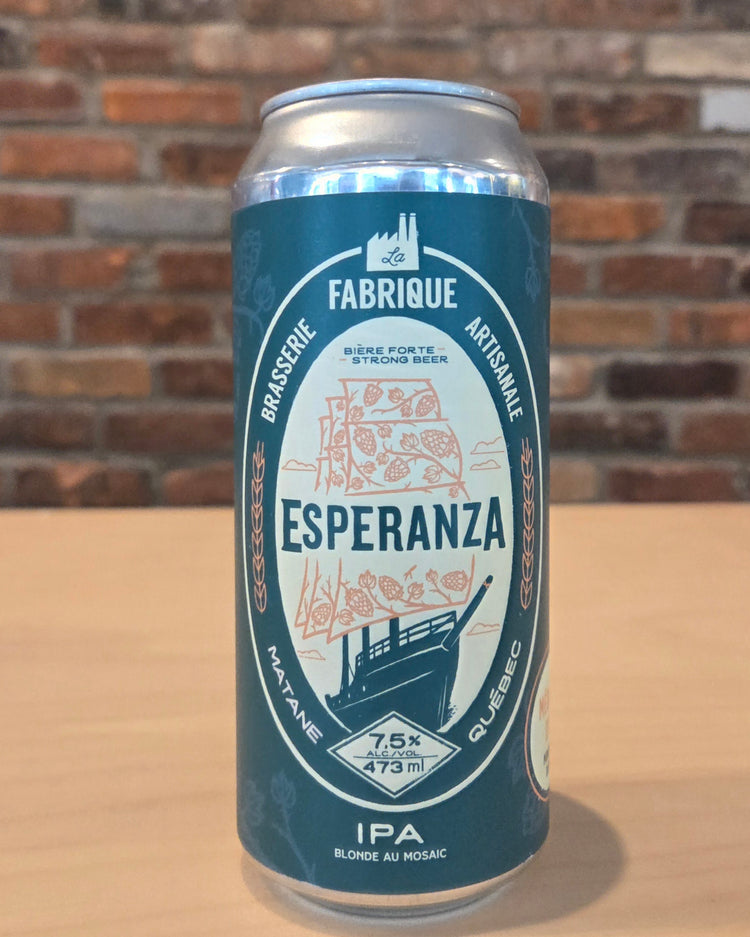 La
FABRIQUE
BRASSERIE
ARTISANALE
BIÈRE FORTE
STRONG BEER
ESPERANZA
MATANE
QUÉBEC
7,5%
ALC./VOL.
473 ml
IPA
BLONDE AU MOSAIC